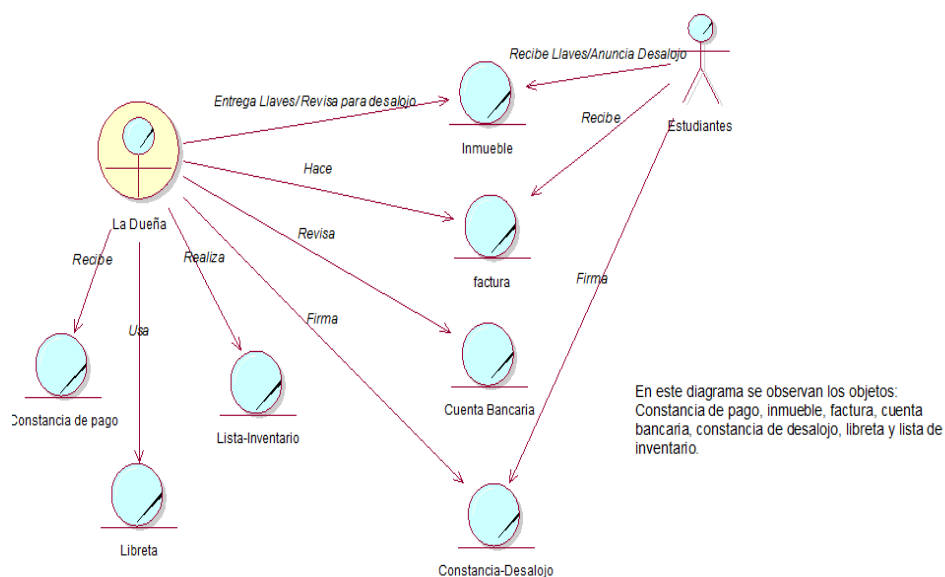 Recibe Llaves/Anuncia Desalojo
Entrega Llaves/Revisa para desalojo
Estudiantes
Recibe
Inmueble
Hace
La Dueña
Revisa
Recibe
Realiza
factura
Firma
Firma
Usa
En este diagrama se observan los objetos:
Constancia de pago, inmueble, factura, cuenta
bancaria, constancia de desalojo, libreta y lista de
inventario.
Constancia de pago
Lista-Inventario
Cuenta Bancaria
Libreta
Constancia-Desalojo